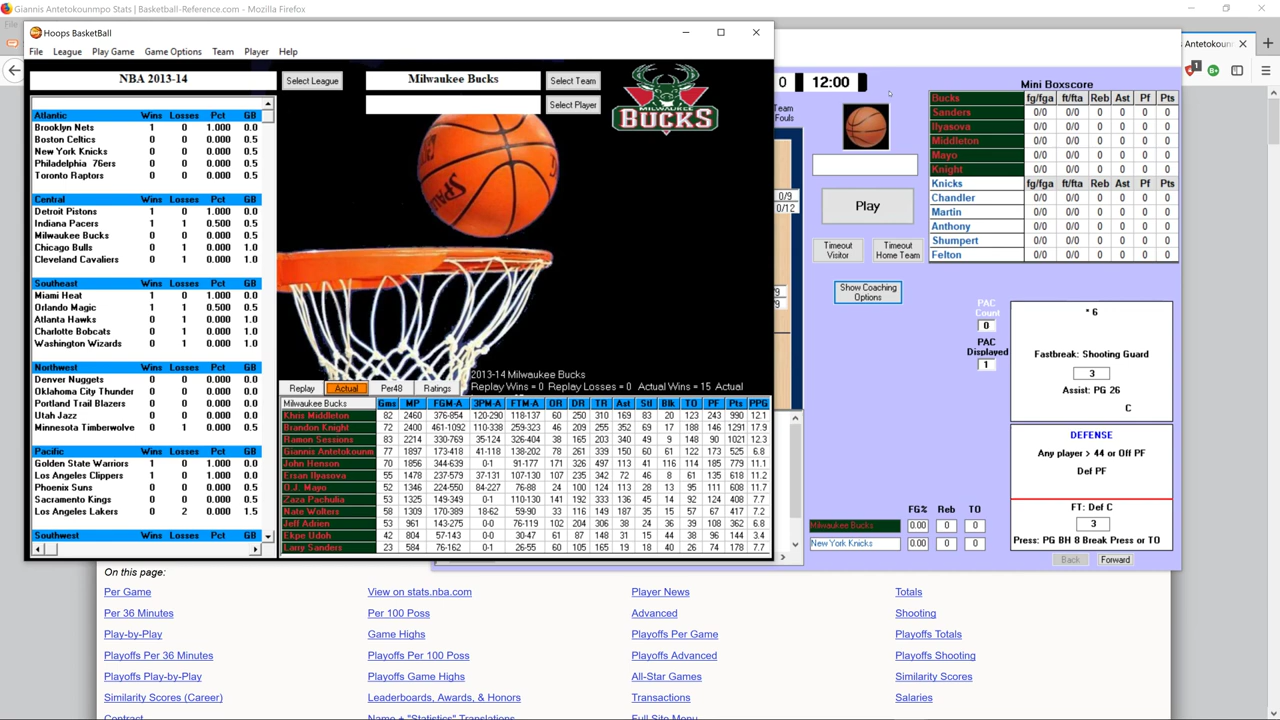 Giannis Antetokounmpo Stats | Basketball-Reference.com - Mozilla Firefox
Hoops BasketBall
File League Play Game Game Options Team Player Help
NBA 2013-14 Select League Milwaukee Bucks Select Team
Select Player
BUCKS
Atlantic Wins Losses Pct GB
Brooklyn Nets 1 0 1.000 0.0
Boston Celtics 0 0 0.000 0.5
New York Knicks 0 0 0.000 0.5
Philadelphia 76ers 0 0 0.000 0.5
Toronto Raptors 0 0 0.000 0.5
Central Wins Losses Pct GB
Detroit Pistons 1 0 1.000 0.0
Indiana Pacers 1 1 0.500 0.5
Milwaukee Bucks 0 0 0.000 0.5
Chicago Bulls 0 1 0.000 1.0
Cleveland Cavaliers 0 1 0.000 1.0
Southeast Wins Losses Pct GB
Miami Heat 1 0 1.000 0.0
Orlando Magic 1 1 0.500 0.5
Atlanta Hawks 0 1 0.000 1.0
Charlotte Bobcats 0 1 0.000 1.0
Washington Wizards 0 1 0.000 1.0
Northwest Wins Losses Pct GB
Denver Nuggets 0 0 0.000 0.0
Oklahoma City Thunder 0 0 0.000 0.0
Portland Trail Blazers 0 0 0.000 0.0
Utah Jazz 0 0 0.000 0.0
Minnesota Timberwolve 0 1 0.000 0.5
Pacific Wins Losses Pct GB
Golden State Warriors 1 0 1.000 0.0
Los Angeles Clippers 1 0 1.000 0.0
Phoenix Suns 0 0 0.000 0.5
Sacramento Kings 0 0 0.000 0.5
Los Angeles Lakers 0 2 0.000 1.5
Southwest Wins Losses Pct GB
SPALDING
2013-14 Milwaukee Bucks
Replay Wins = 0 Replay Losses = 0 Actual Wins = 15 Actual
Replay Actual Per48 Ratings
Milwaukee Bucks Gms MP FGM-A 3PM-A FTM-A OR DR TR Ast Stl Blk TO PF Pts PPG
Khris Middleton 82 2460 376-854 120-290 118-137 60 250 310 169 83 20 123 243 990 12.1
Brandon Knight 72 2400 461-1092 110-338 259-323 46 209 255 352 69 17 188 146 1291 17.9
Ramon Sessions 83 2214 330-769 35-124 326-404 38 165 203 340 49 9 148 90 1021 12.3
Giannis Antetokounm 77 1897 173-418 41-118 138-202 78 261 339 150 60 61 122 173 525 6.8
John Henson 70 1856 344-639 0-1 91-177 171 326 497 113 41 116 114 185 779 11.1
Ersan Ilyasova 55 1478 237-579 37-131 107-130 107 235 342 72 46 8 61 135 618 11.2
O.J. Mayo 52 1346 224-550 84-227 76-88 24 100 124 113 28 13 95 111 608 11.7
Zaza Pachulia 53 1325 149-349 0-1 110-130 141 192 333 136 45 14 92 124 408 7.7
Nate Wolters 58 1309 170-389 18-62 59-90 33 116 149 187 35 15 57 67 417 7.2
Jeff Adrien 53 961 143-275 0-0 76-119 102 204 306 38 24 36 39 108 362 6.8
Ekpe Udoh 42 804 57-143 0-0 30-47 61 87 148 31 15 44 38 96 144 3.4
Larry Sanders 23 584 76-162 0-1 26-55 60 105 165 19 18 40 26 74 178 7.7
Antetokounmpo
1
0 12:00
Team
Fouls
0/9
0/12
/9
/9
Play
Timeout Visitor
Timeout Home Team
Show Coaching Options
Mini Boxscore
Bucks fg/fga ft/fta Reb Ast Pf Pts
Sanders 0/0 0/0 0 0 0 0
Ilyasova 0/0 0/0 0 0 0 0
Middleton 0/0 0/0 0 0 0 0
Mayo 0/0 0/0 0 0 0 0
Knight 0/0 0/0 0 0 0 0
Knicks fg/fga ft/fta Reb Ast Pf Pts
Chandler 0/0 0/0 0 0 0 0
Martin 0/0 0/0 0 0 0 0
Anthony 0/0 0/0 0 0 0 0
Shumpert 0/0 0/0 0 0 0 0
Felton 0/0 0/0 0 0 0 0
PAC
Count
0
PAC
Displayed
1
* 6
Fastbreak: Shooting Guard
3
Assist: PG 26
C
DEFENSE
Any player > 44 or Off PF
Def PF
FT: Def C
3
Press: PG BH 8 Break Press or TO
Back Forward
FG% Reb TO
Milwaukee Bucks 0.00 0 0
New York Knicks 0.00 0 0
On this page:
Per Game View on stats.nba.com Player News Totals
Per 36 Minutes Per 100 Poss Advanced Shooting
Play-by-Play Game Highs Playoffs Per Game Playoffs Totals
Playoffs Per 36 Minutes Playoffs Per 100 Poss Playoffs Advanced Playoffs Shooting
Playoffs Play-by-Play Playoffs Game Highs All-Star Games Similarity Scores
Similarity Scores (Career) Leaderboards, Awards, & Honors Transactions Salaries
Contract Name + "Statistics" Translations Full Site Menu